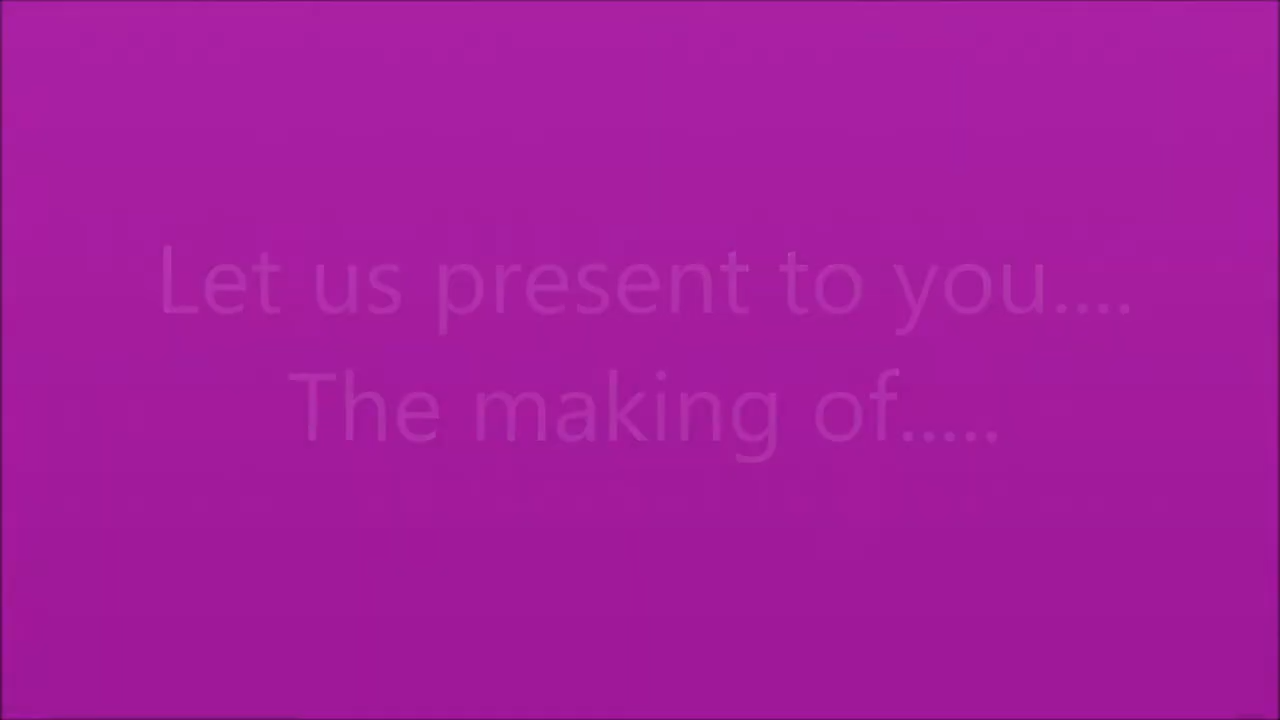 Let us present to you....
The making of.....